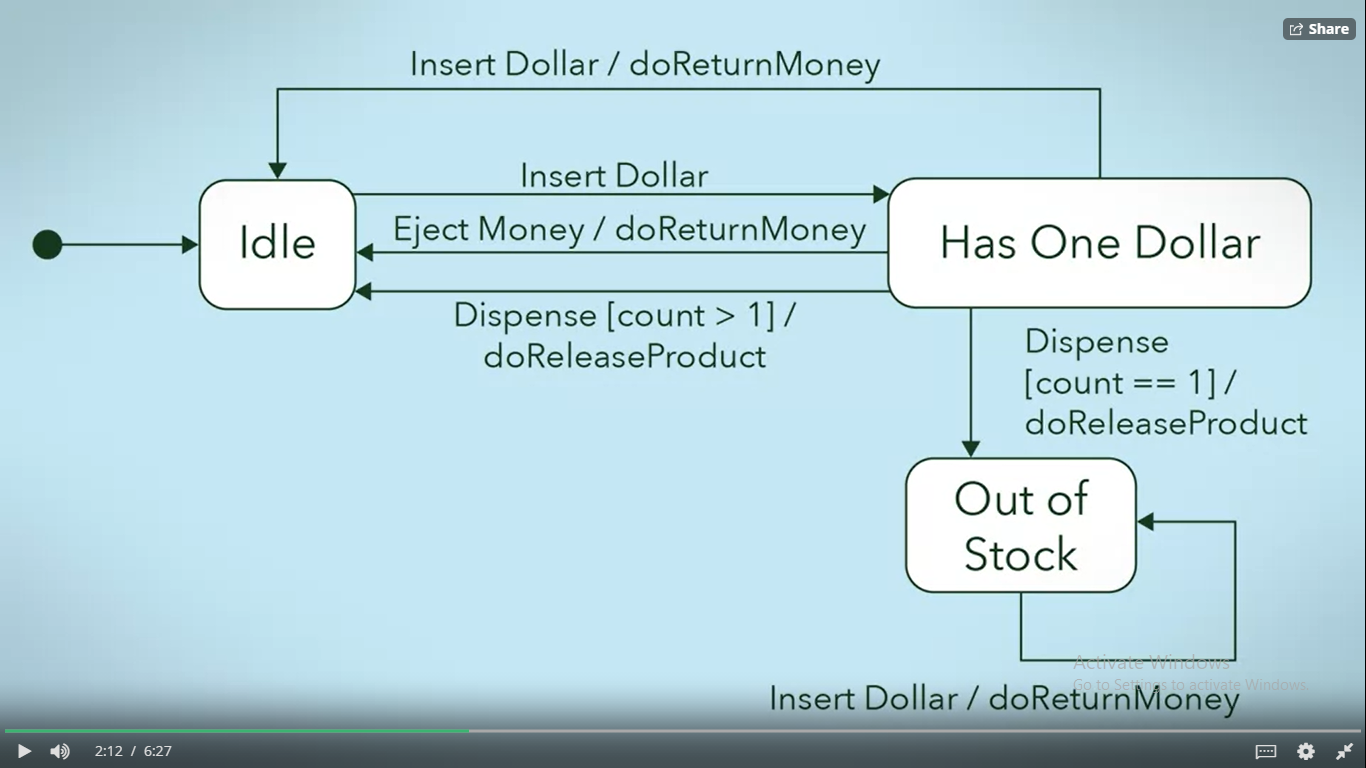 Share
Insert Dollar / doReturnMoney
Insert Dollar
Eject Money / doReturnMoney
Idle
Has One Dollar
Dispense [count > 1] /
doReleaseProduct
Dispense
[count == 1] /
doReleaseProduct
Out of
Stock
Activate Windows
Go to Settings to activate Windows.
Insert Dollar / doReturnMoney
2:12 / 6:27